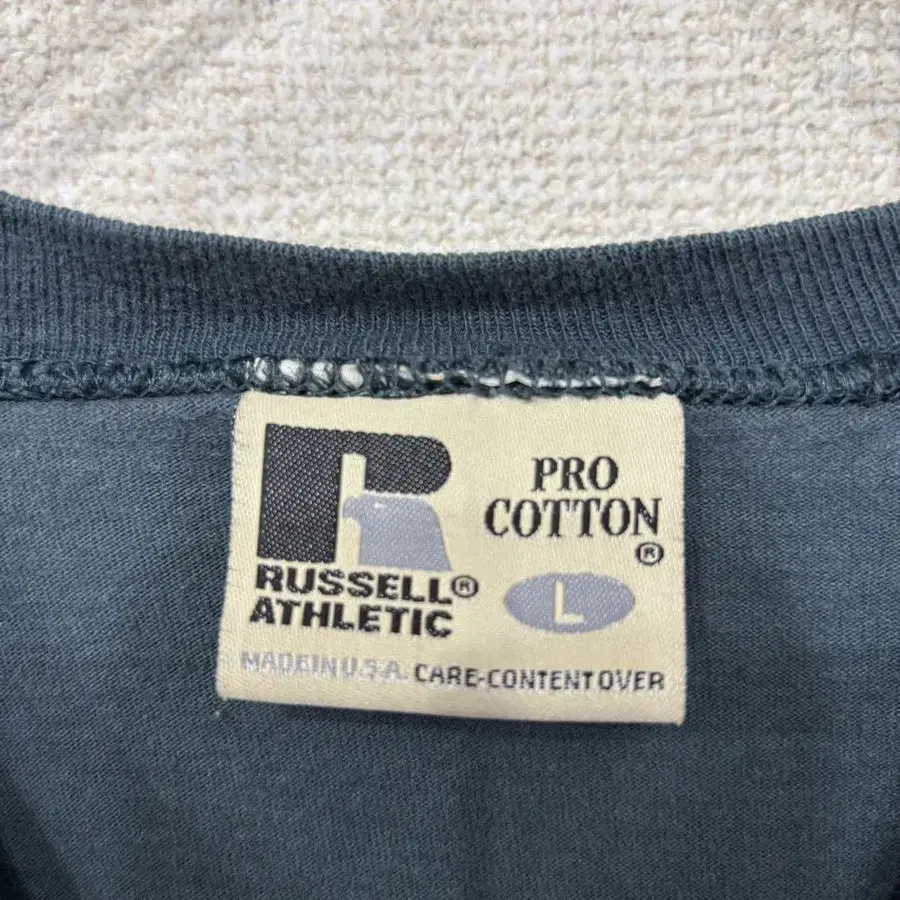 RUSSELL®
ATHLETIC
PRO
COTTON
®
L
MADE IN U.S.A. CARE-CONTENT OVER